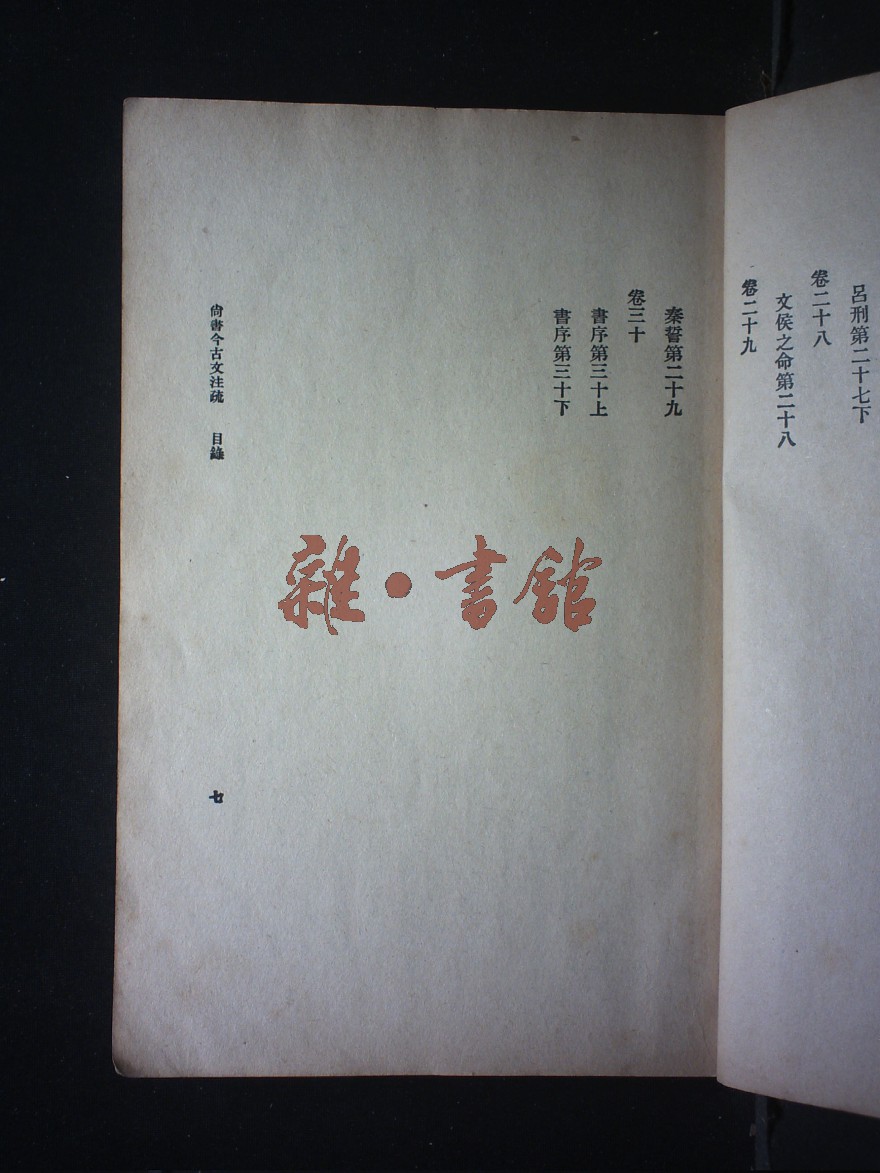 呂刑第二十七下
卷二十八
文侯之命第二十八
卷二十九
秦誓第二十九
卷三十
書序第三十上
書序第三十下
尙書今古文注疏 目錄
七
雜·書館